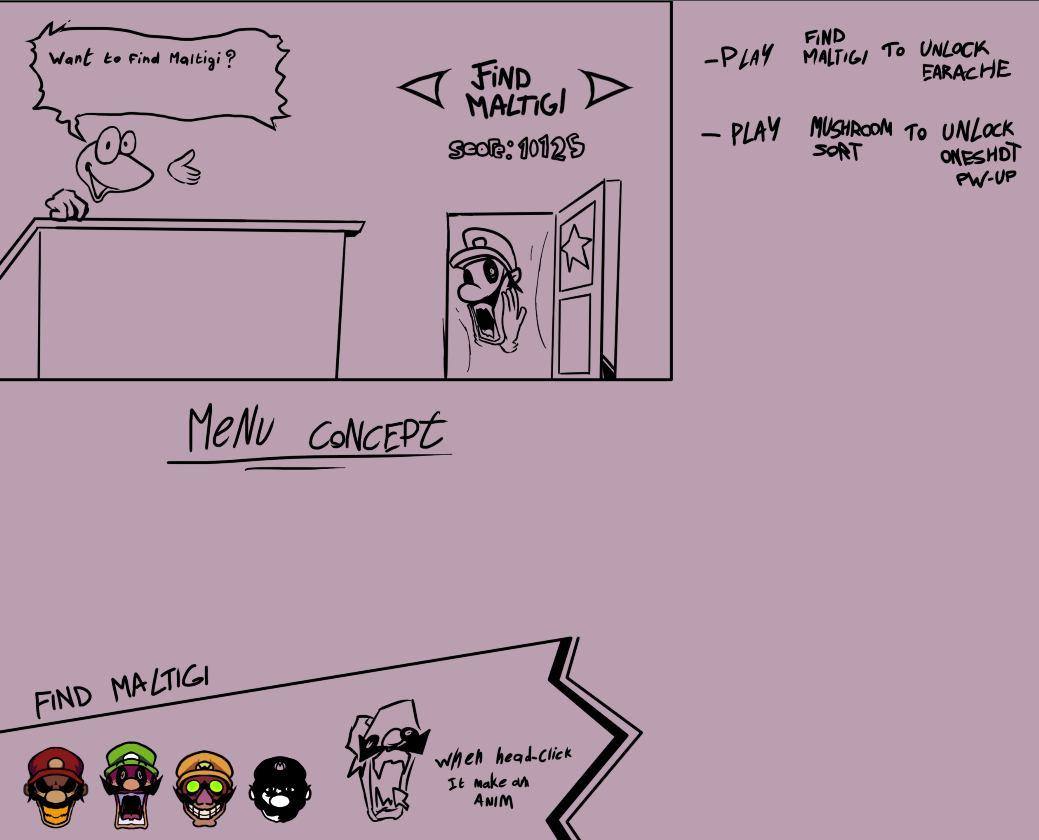 Want to Find Maltigi?
FiND
MALTIGI
Score: 10125
-PLAY FiND MALTIGI TO UNLOCK EARACHE
- PLAY MUSHROOM SORT TO UNLOCK ONESHOT PW-UP
MeNu CONCEPt
FiND MALTIGI
When head-Click
It make an
ANIM